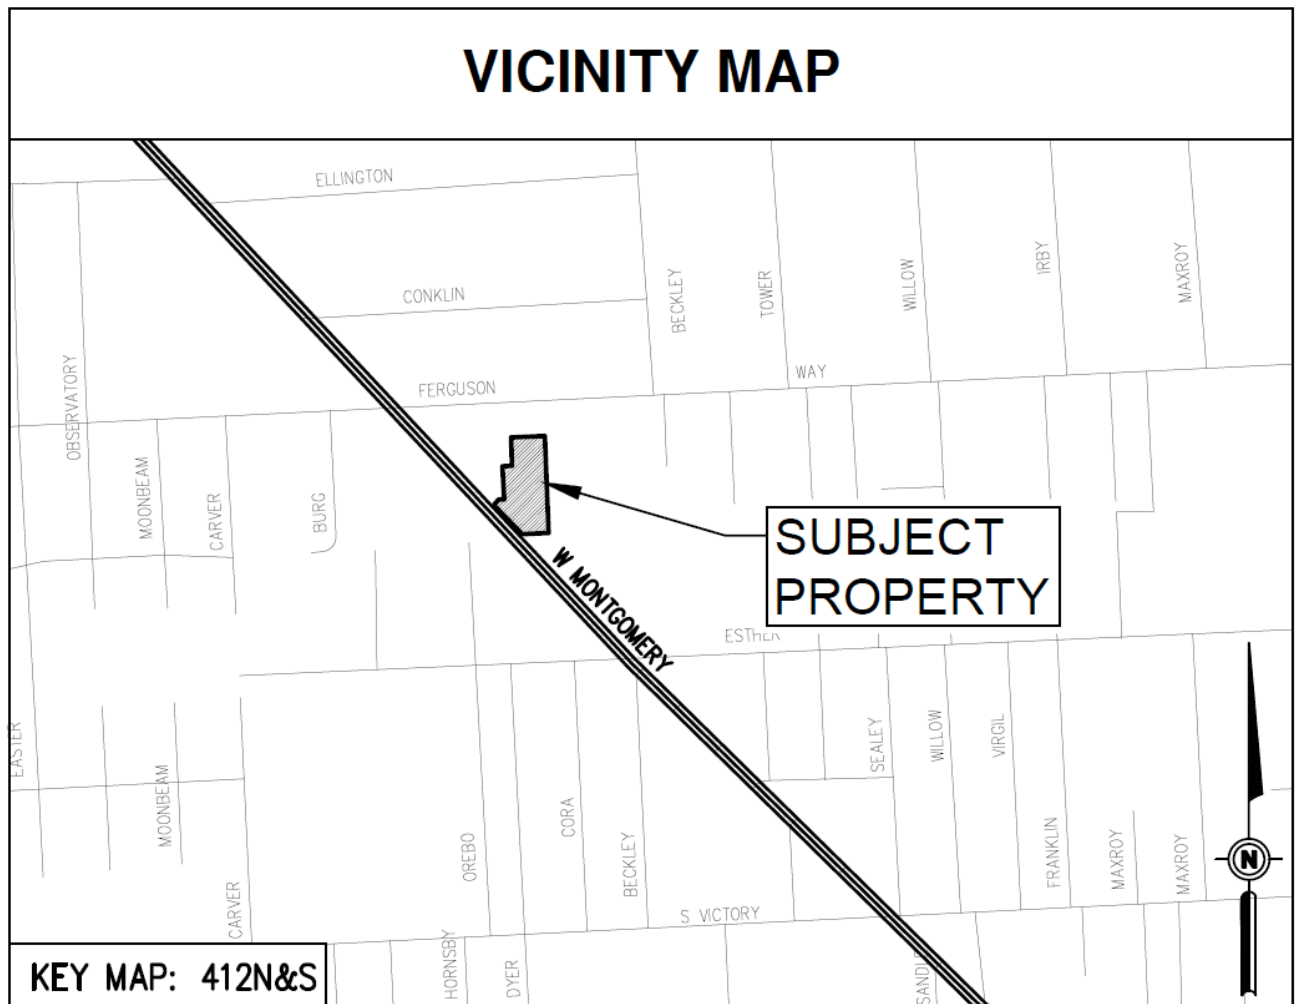 VICINITY MAP
ELLINGTON
CONKLIN
BECKLEY
TOWER
WILLOW
IRBY
MAXROY
OBSERVATORY
FERGUSON
WAY
MOONBEAM
CARVER
BURG
SUBJECT
PROPERTY
W MONTGOMERY
EASTER
MOONBEAM
SEALEY
WILLOW
VIRGIL
OREBO
CORA
BECKLEY
FRANKLIN
MAXROY
MAXROY
N
CARVER
S VICTORY
HORNSBY
DYER
KEY MAP: 412N&S